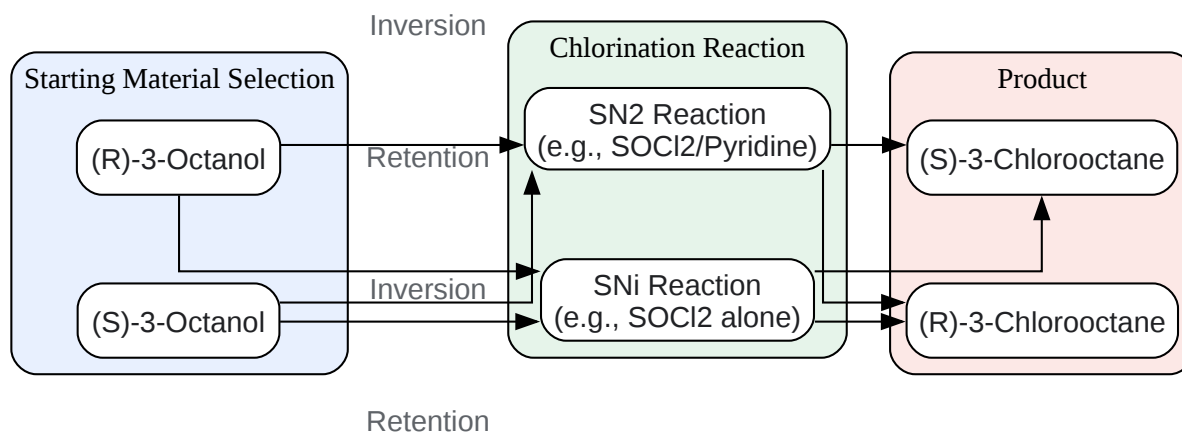 Inversion
Starting Material Selection
Chlorination Reaction
Product
(R)-3-Octanol
Retention
SN2 Reaction
(e.g., SOCl2/Pyridine)
(S)-3-Chlorooctane
(S)-3-Octanol
Inversion
SNi Reaction
(e.g., SOCl2 alone)
(R)-3-Chlorooctane
Retention